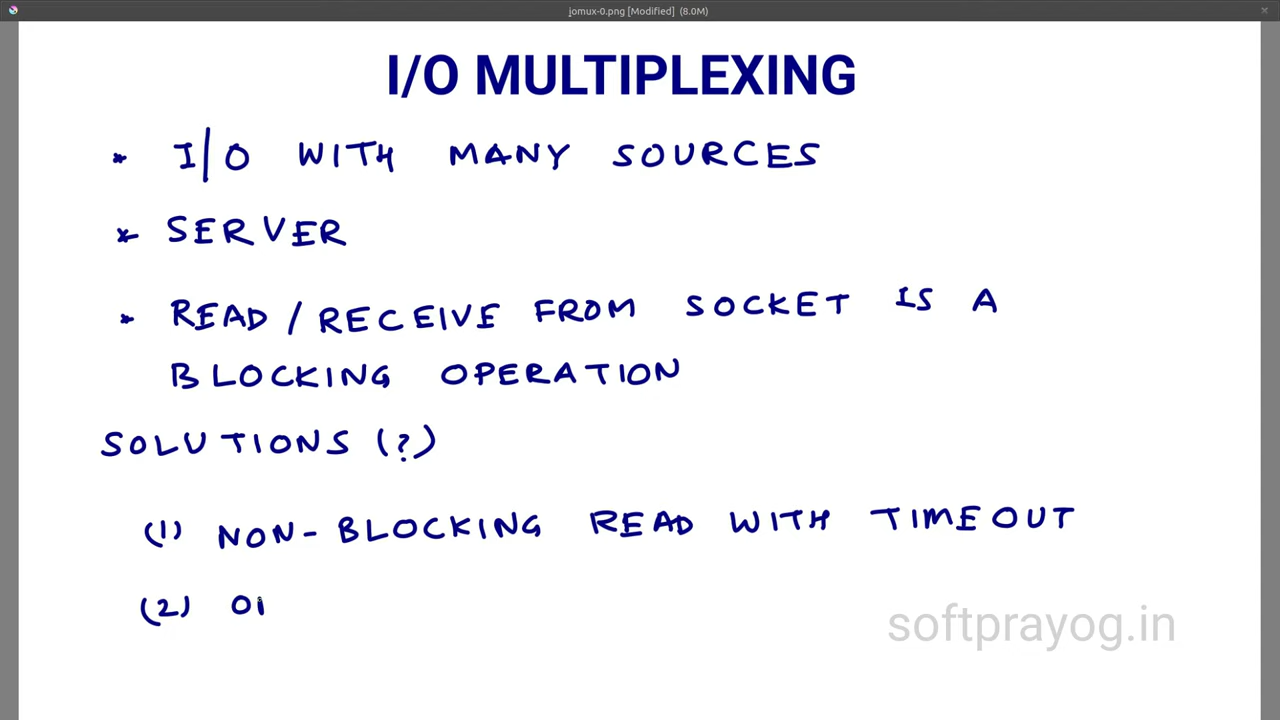 jomux-0.png [Modified] (8.0M)
I/O MULTIPLEXING
* I/O WITH MANY SOURCES
* SERVER
* READ / RECEIVE FROM SOCKET IS A
BLOCKING OPERATION
SOLUTIONS (?)
(1) NON-BLOCKING READ WITH TIMEOUT
(2) O
softprayog.in